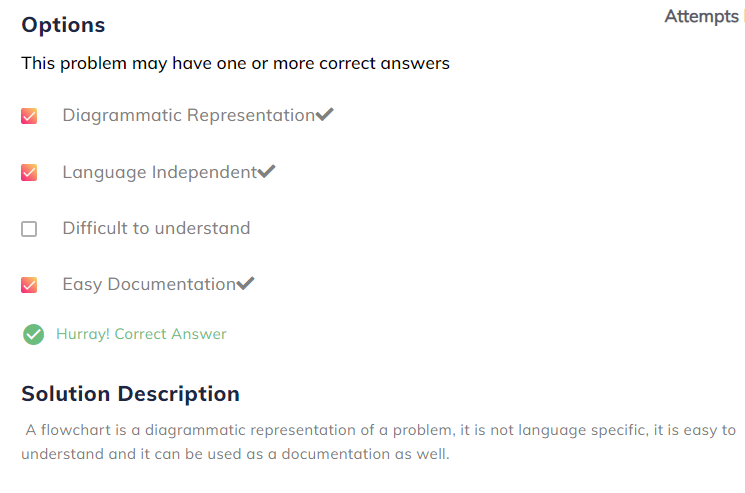 Options
Attempts
This problem may have one or more correct answers
Diagrammatic Representation
Language Independent
Difficult to understand
Easy Documentation
Hurray! Correct Answer
Solution Description
A flowchart is a diagrammatic representation of a problem, it is not language specific, it is easy to
understand and it can be used as a documentation as well.